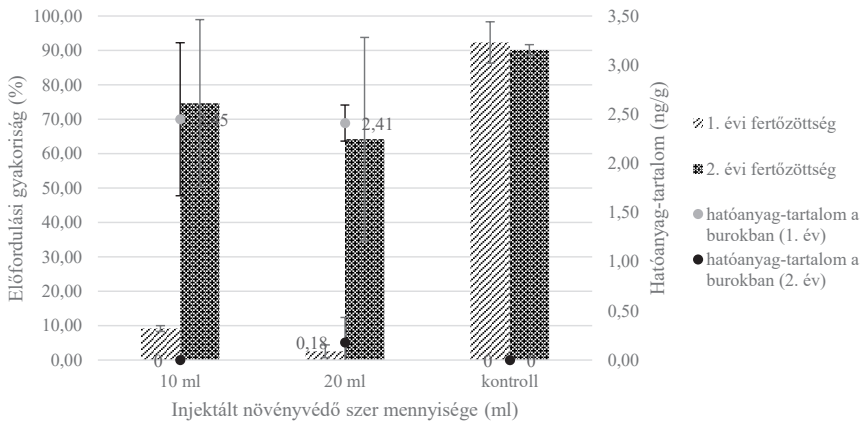 100,00
90,00
80,00
70,00
60,00
50,00
40,00
30,00
20,00
10,00
0,00
Előfordulási gyakoriság (%)
3,50
3,00
2,50
2,00
1,50
1,00
0,50
0,00
Hatóanyag-tartalom (ng/g)
2,41
0
0,18
0
0
10 ml
20 ml
kontroll
Injektált növényvédő szer mennyisége (ml)
1. évi fertőzöttség
2. évi fertőzöttség
hatóanyag-tartalom a
burokban (1. év)
hatóanyag-tartalom a
burokban (2. év)